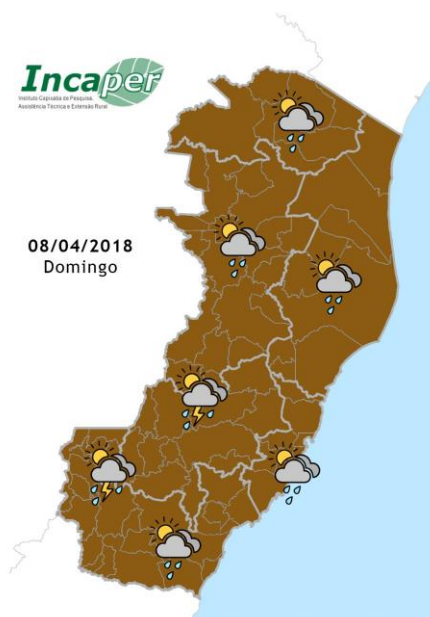 Incaper
Instituto Capixaba de Pesquisa,
Assistência Técnica e Extensão Rural
08/04/2018
Domingo